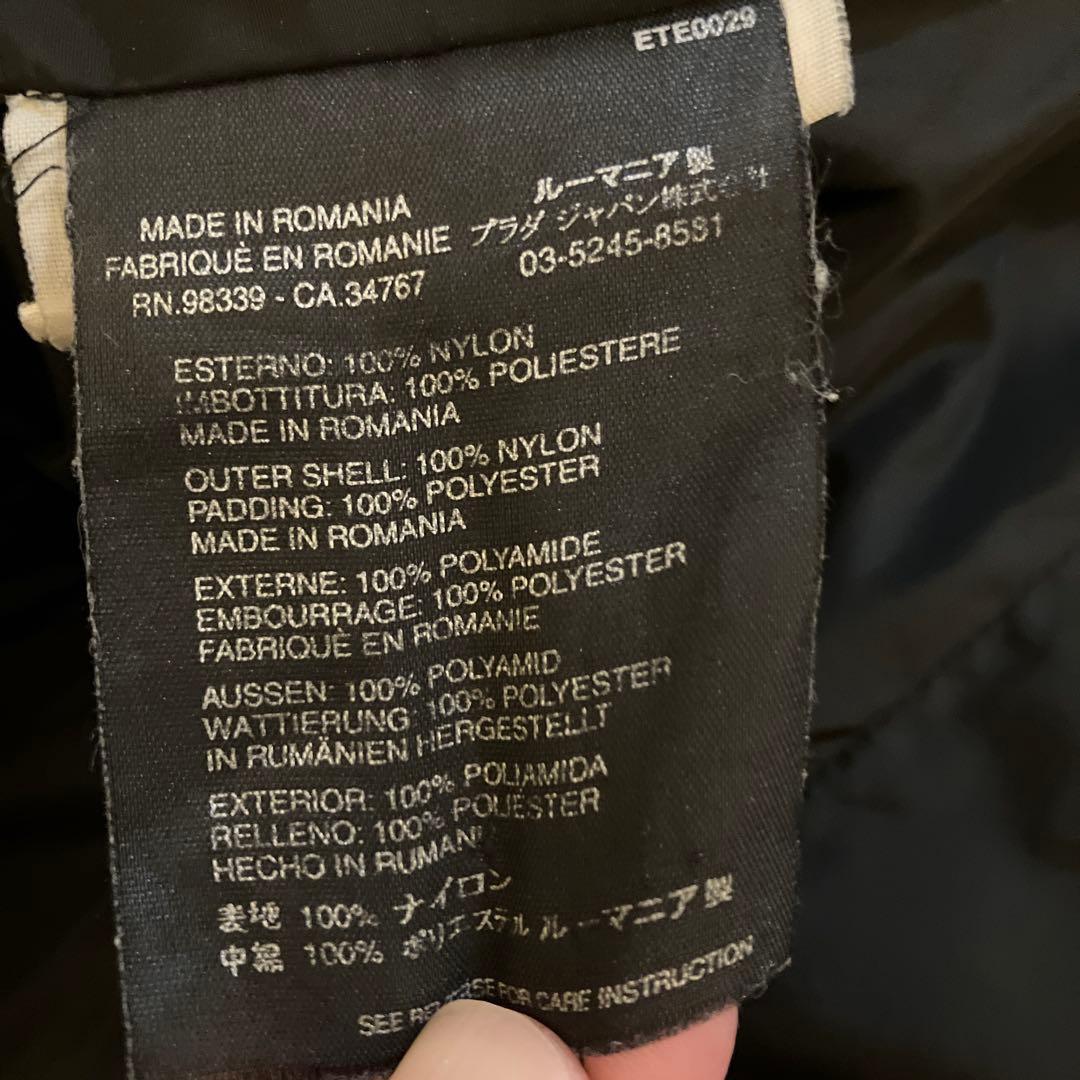 ETE0029
MADE IN ROMANIA
FABRIQUÈ EN ROMANIE
RN.98339 - CA.34767
ルーマニア製
プラダ ジャパン株式
03-5245-8581
ESTERNO: 100% NYLON
IMBOTTITURA: 100% POLIESTERE
MADE IN ROMANIA
OUTER SHELL: 100% NYLON
PADDING: 100% POLYESTER
MADE IN ROMANIA
EXTERNE: 100% POLYAMIDE
EMBOURRAGE: 100% POLYESTER
FABRIQUÈ EN ROMANIE
AUSSEN: 100% POLYAMID
WATTIERUNG 100% POLYESTER
IN RUMÄNIEN HERGESTELLT
EXTERIOR: 100% POLIAMIDA
RELLENO: 100% POLIESTER
HECHO IN RUMANI
表地 100% ナイロン
100% ポリエステル ルーマニア製
SEE FOR CARE INSTRUCTION